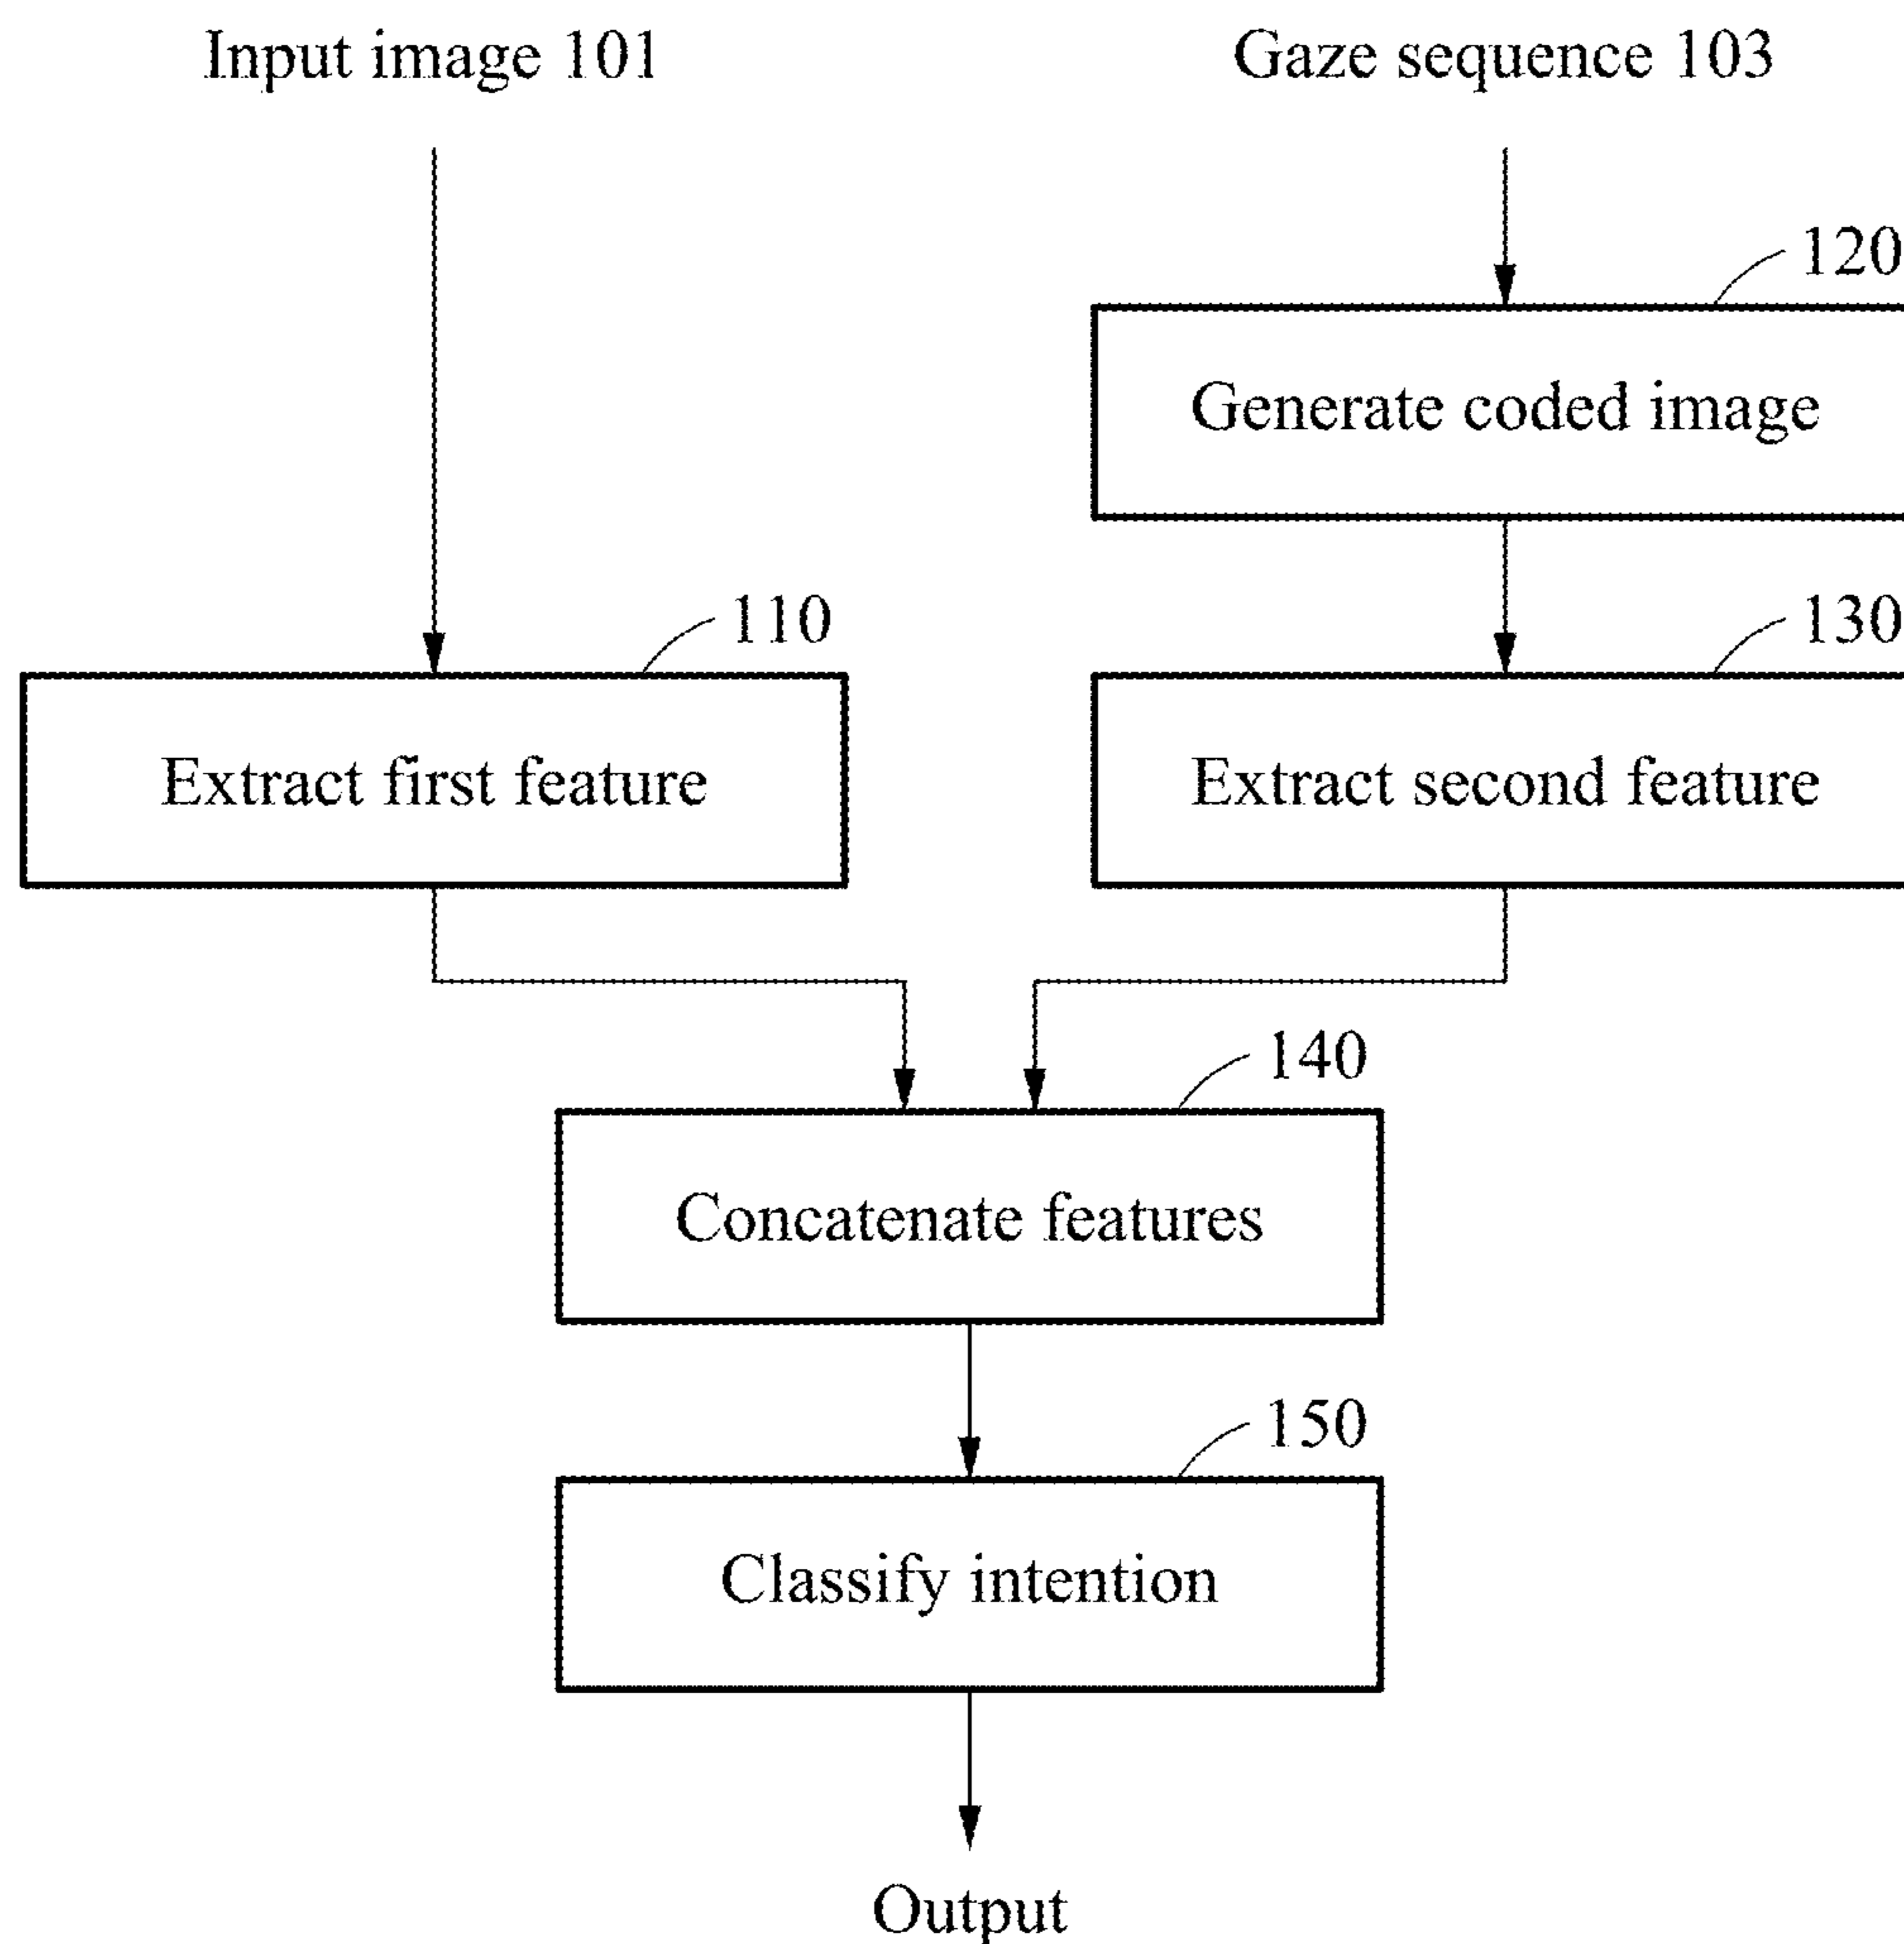 Input image 101
Gaze sequence 103
120
Generate coded image
110
130
Extract first feature
Extract second feature
140
Concatenate features
150
Classify intention
Output